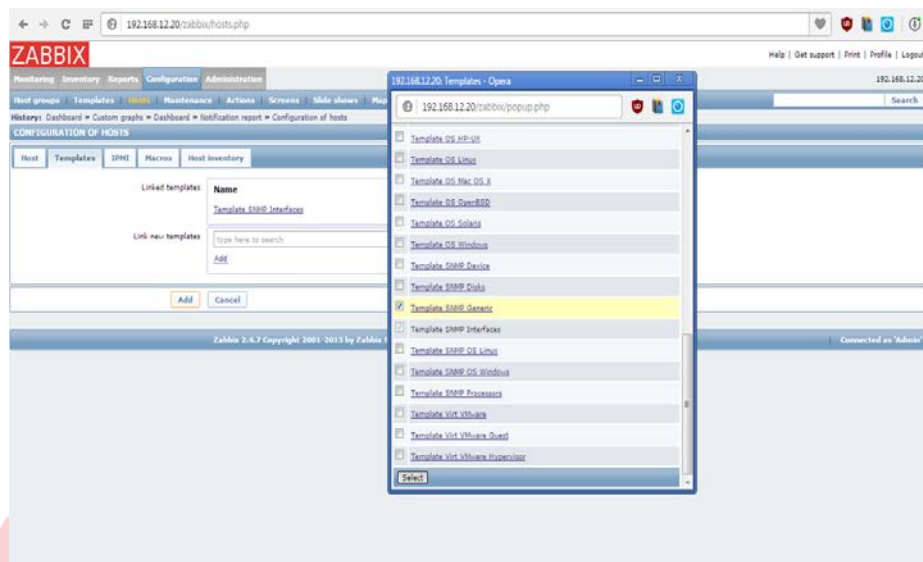 192.168.12.20/zabbix/hosts.php
ZABBIX
Help | Get support | Print | Profile | Logout
Monitoring Inventory Reports Configuration Administration
192.168.12.20
Host groups Templates Hosts Maintenance Actions Screens Slide shows Map
Search
History: Dashboard » Custom graphs » Dashboard » Notification report » Configuration of hosts
CONFIGURATION OF HOSTS
Host Templates IPMI Macros Host inventory
Linked templates Name
Template SNMP Interfaces
Link new templates type here to search
Add
Add Cancel
Zabbix 2.4.7 Copyright 2001-2015 by Zabbix S
Connected as 'Admin'
192.168.12.20: Templates - Opera
192.168.12.20/zabbix/popup.php
Template OS HP-UX
Template OS Linux
Template OS Mac OS X
Template OS OpenBSD
Template OS Solaris
Template OS Windows
Template SNMP Device
Template SNMP Disks
Template SNMP Generic
Template SNMP Interfaces
Template SNMP OS Linux
Template SNMP OS Windows
Template SNMP Processors
Template Virt VMware
Template Virt VMware Guest
Template Virt VMware Hypervisor
Select